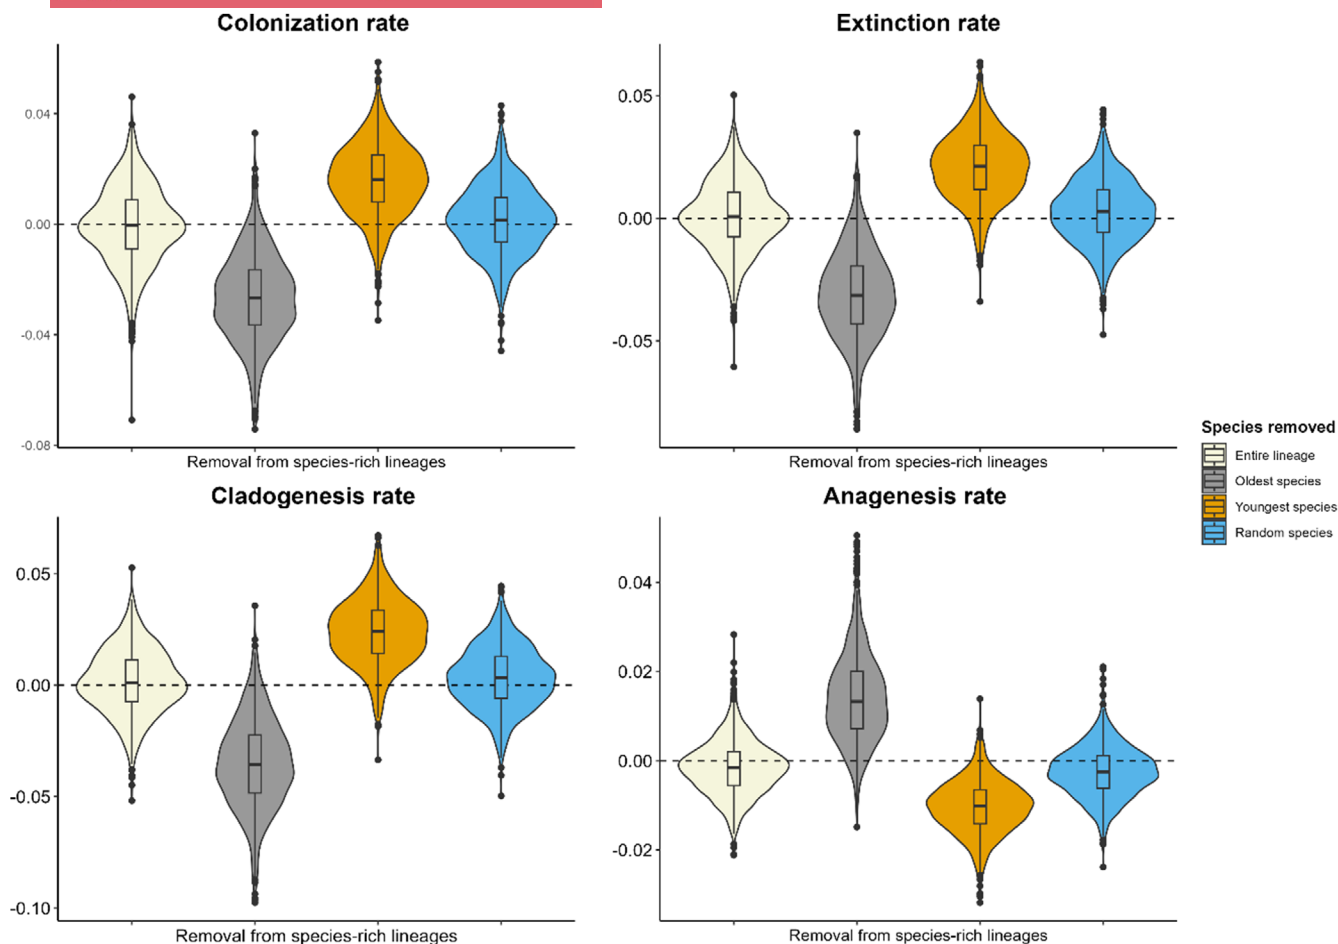 Colonization rate
0.04
0.00
-0.04
-0.08
Removal from species-rich lineages
Extinction rate
0.05
0.00
-0.05
Removal from species-rich lineages
Cladogenesis rate
0.05
0.00
-0.05
-0.10
Removal from species-rich lineages
Anagenesis rate
0.04
0.02
0.00
-0.02
Removal from species-rich lineages
Species removed
Entire lineage
Oldest species
Youngest species
Random species